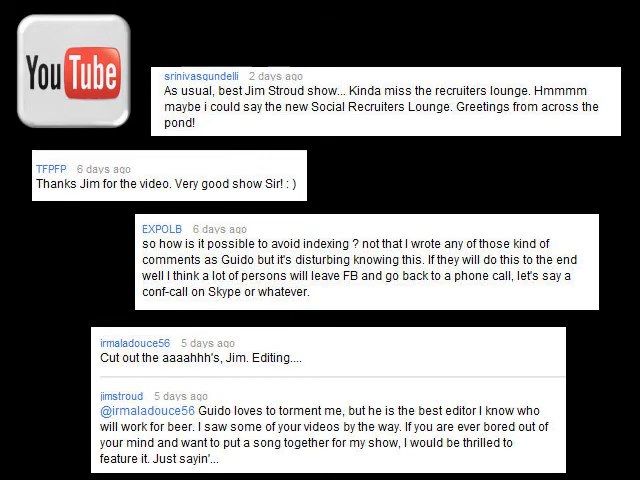 YouTube
srinivasgundelli 2 days ago
As usual, best Jim Stroud show... Kinda miss the recruiters lounge. Hmmmm
maybe i could say the new Social Recruiters Lounge. Greetings from across the
pond!
TFPFP 6 days ago
Thanks Jim for the video. Very good show Sir! : )
EXPOLB 6 days ago
so how is it possible to avoid indexing ? not that I wrote any of those kind of
comments as Guido but it's disturbing knowing this. If they will do this to the end
well I think a lot of persons will leave FB and go back to a phone call, let's say a
conf-call on Skype or whatever.
irmaladouce56 5 days ago
Cut out the aaaahhh's, Jim. Editing....
jimstroud 5 days ago
@irmaladouce56 Guido loves to torment me, but he is the best editor I know who
will work for beer. I saw some of your videos by the way. If you are ever bored out of
your mind and want to put a song together for my show, I would be thrilled to
feature it. Just sayin'...